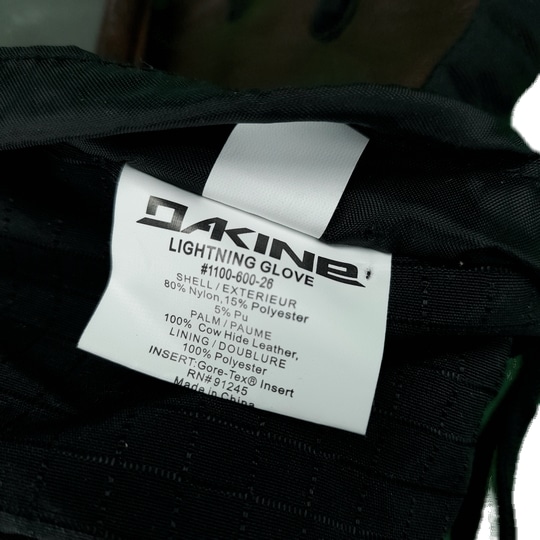 DAKINE
LIGHTNING GLOVE
#1100-600-26
SHELL/EXTERIEUR
80% Nylon,15% Polyester
5% Pu
PALM/PAUME
100% Cow Hide Leather,
LINING/DOUBLURE
100% Polyester
INSERT:Gore-Tex® Insert
RN# 91245
Made in China